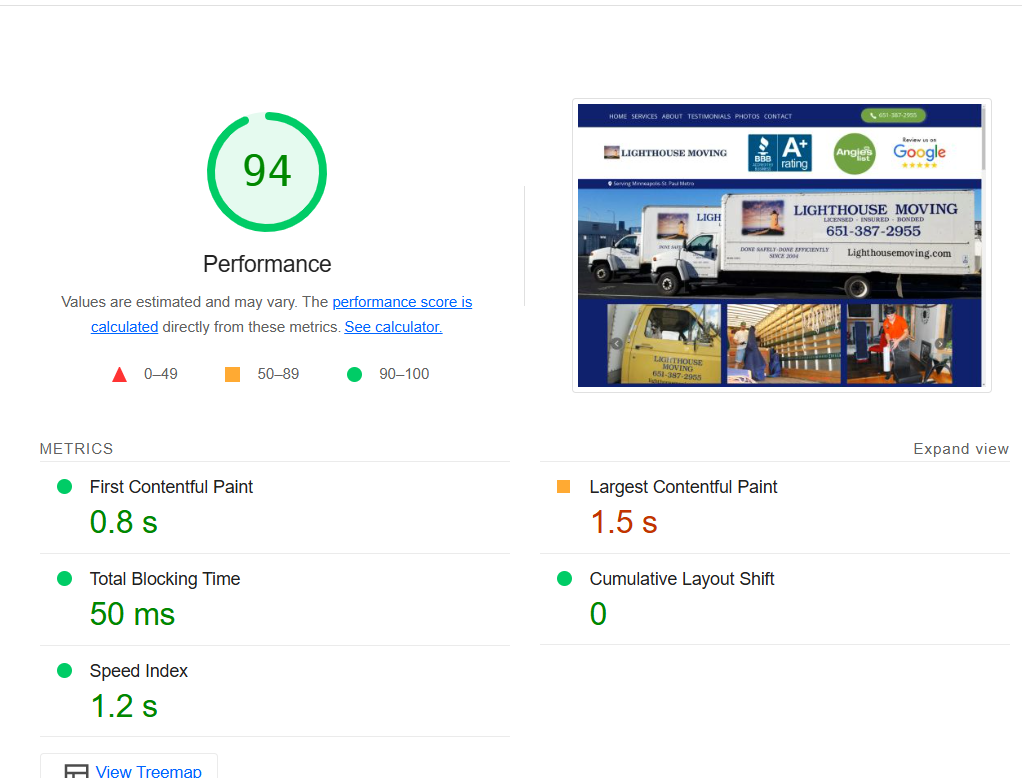 94
Performance
Values are estimated and may vary. The performance score is
calculated directly from these metrics. See calculator.
0–49
50–89
90–100
HOME SERVICES ABOUT TESTIMONIALS PHOTOS CONTACT
651-387-2955
LIGHTHOUSE MOVING
BBB
A+
rating
Angie's
list
Review us on
Google
Serving Minneapolis-St. Paul Metro
LIGH
LIGHTHOUSE MOVING
LICENSED - INSURED - BONDED
651-387-2955
DONE SAFELY-DONE EFFICIENTLY
SINCE 2004
Lighthousemoving.com
LIGHTHOUSE
MOVING
651-387-2955
METRICS
Expand view
First Contentful Paint
0.8 s
Largest Contentful Paint
1.5 s
Total Blocking Time
50 ms
Cumulative Layout Shift
0
Speed Index
1.2 s
View Treemap